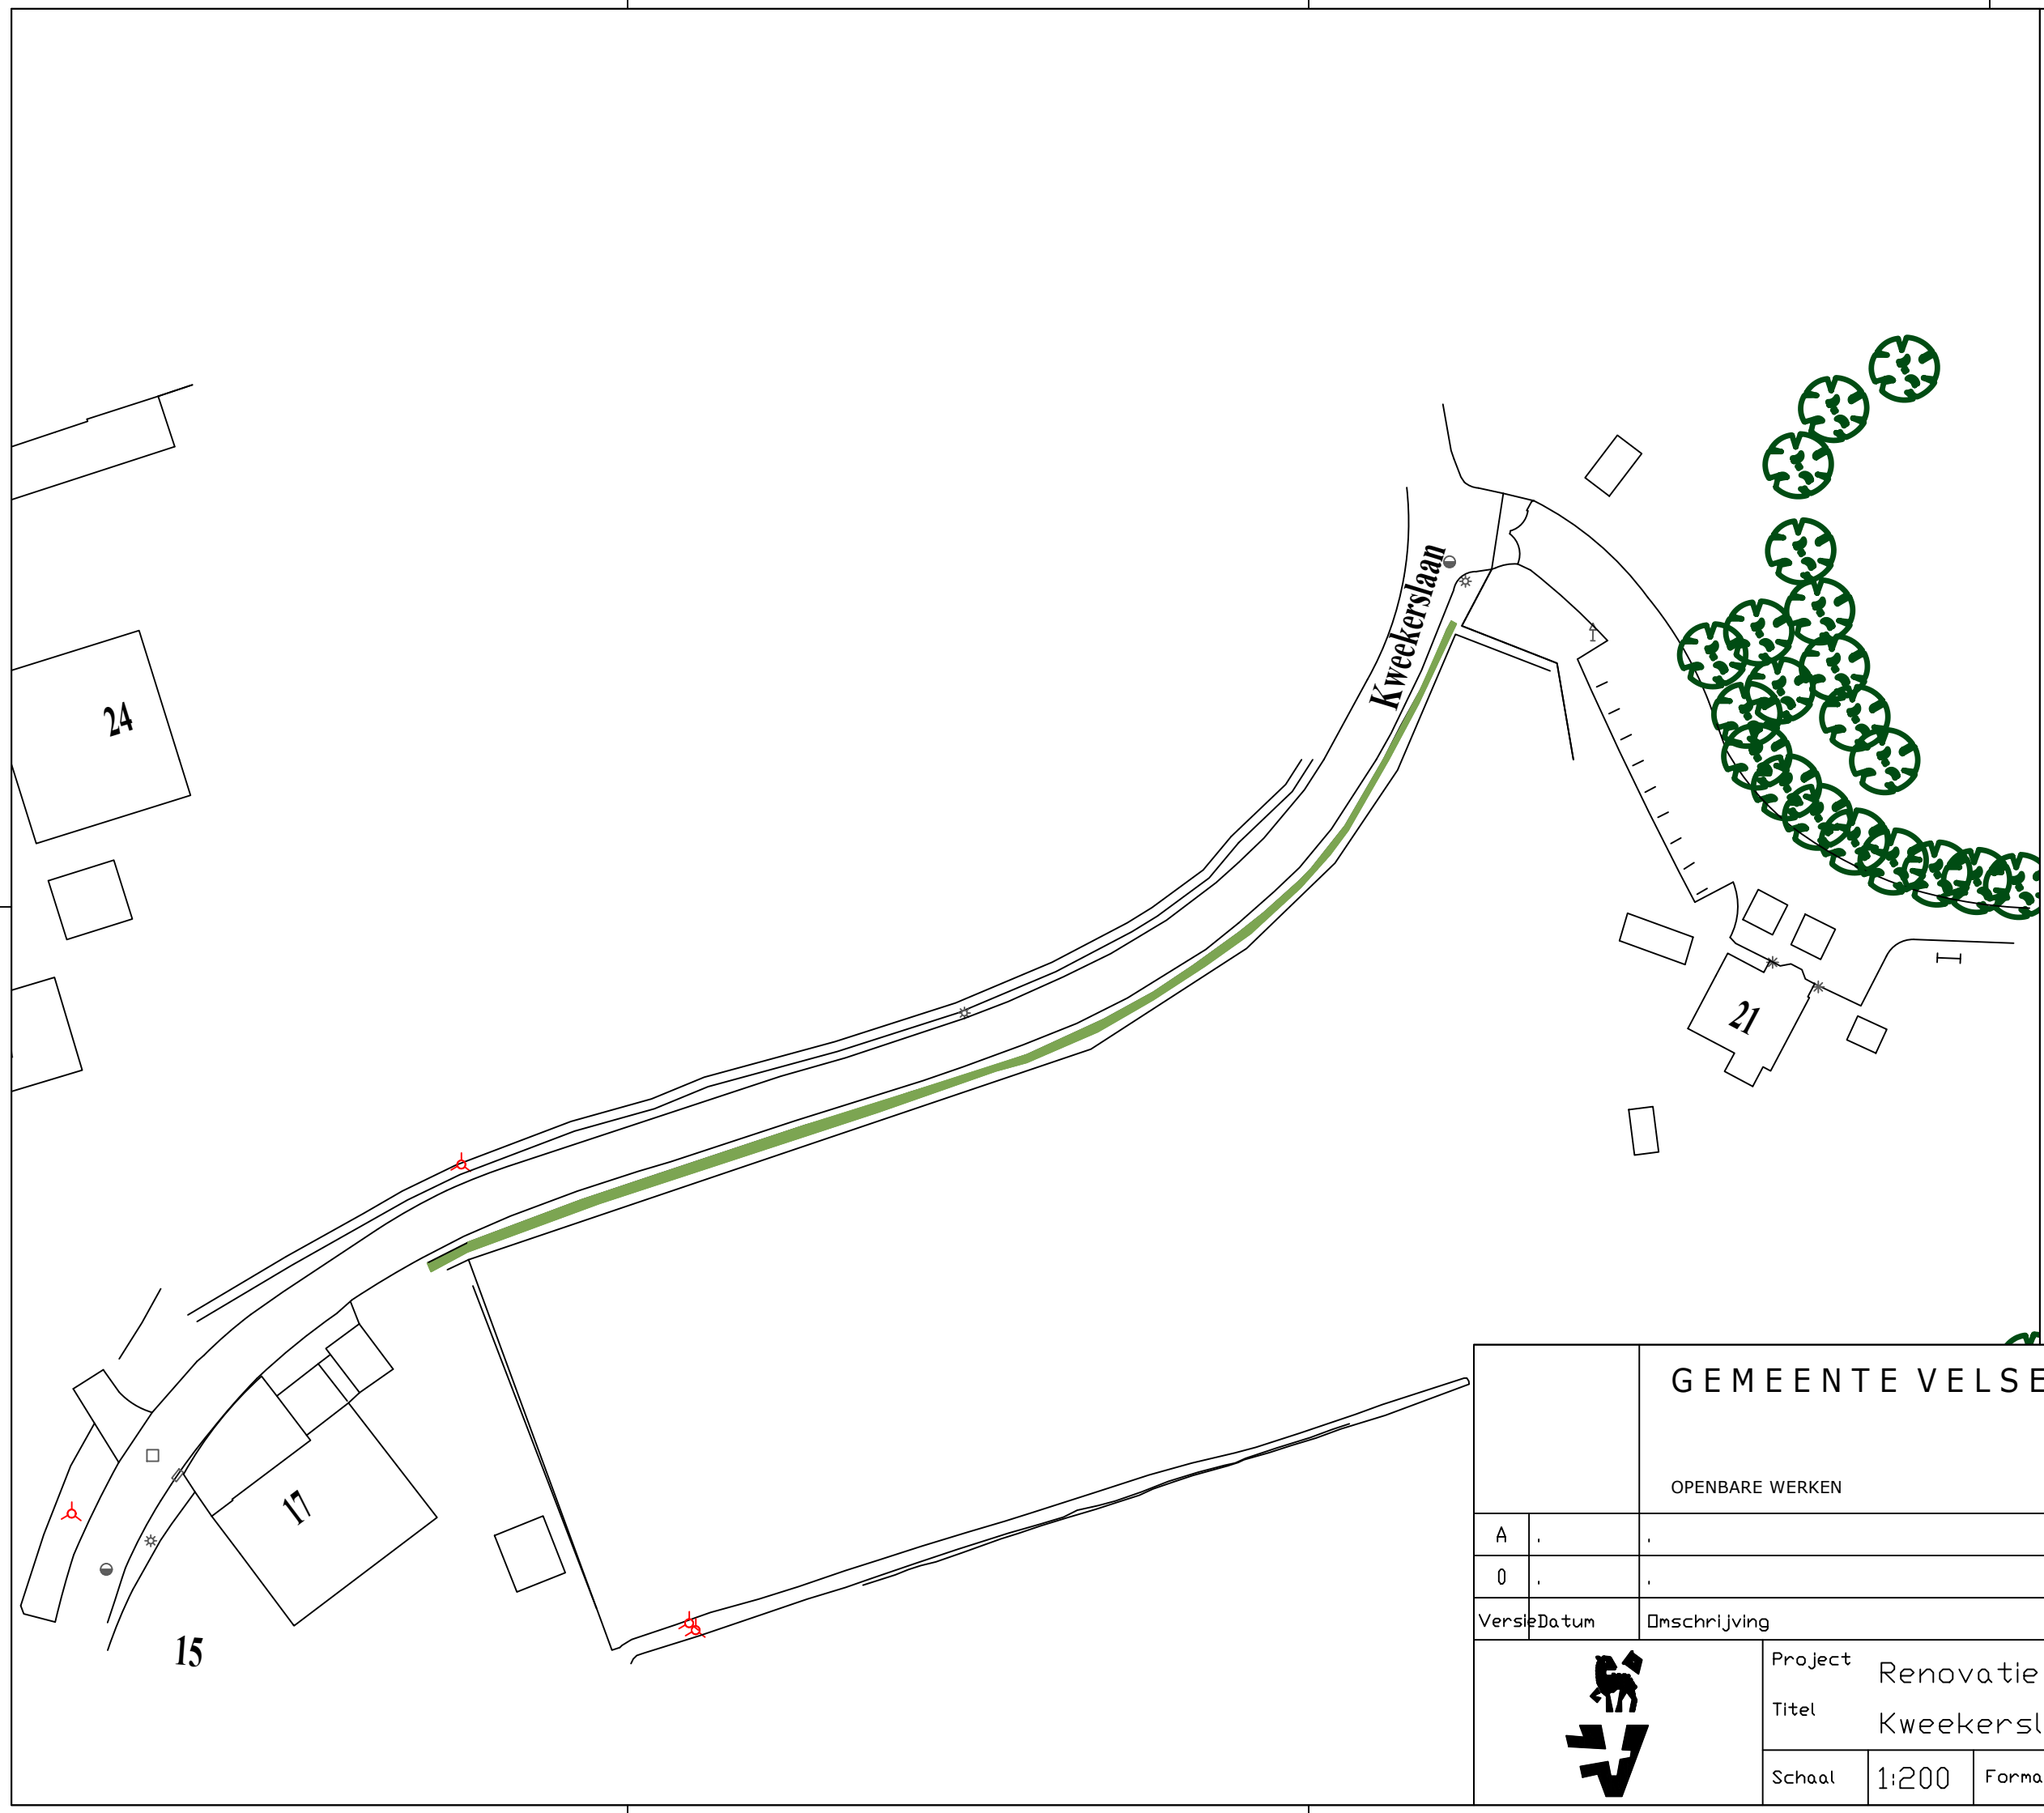 Kweekerslaan
24
21
17
15
GEMEENTE VELSE
OPENBARE WERKEN
A . .
0 . .
Versie Datum Omschrijving
Project Renovatie
Titel Kweekersl
Schaal 1:200 Forma